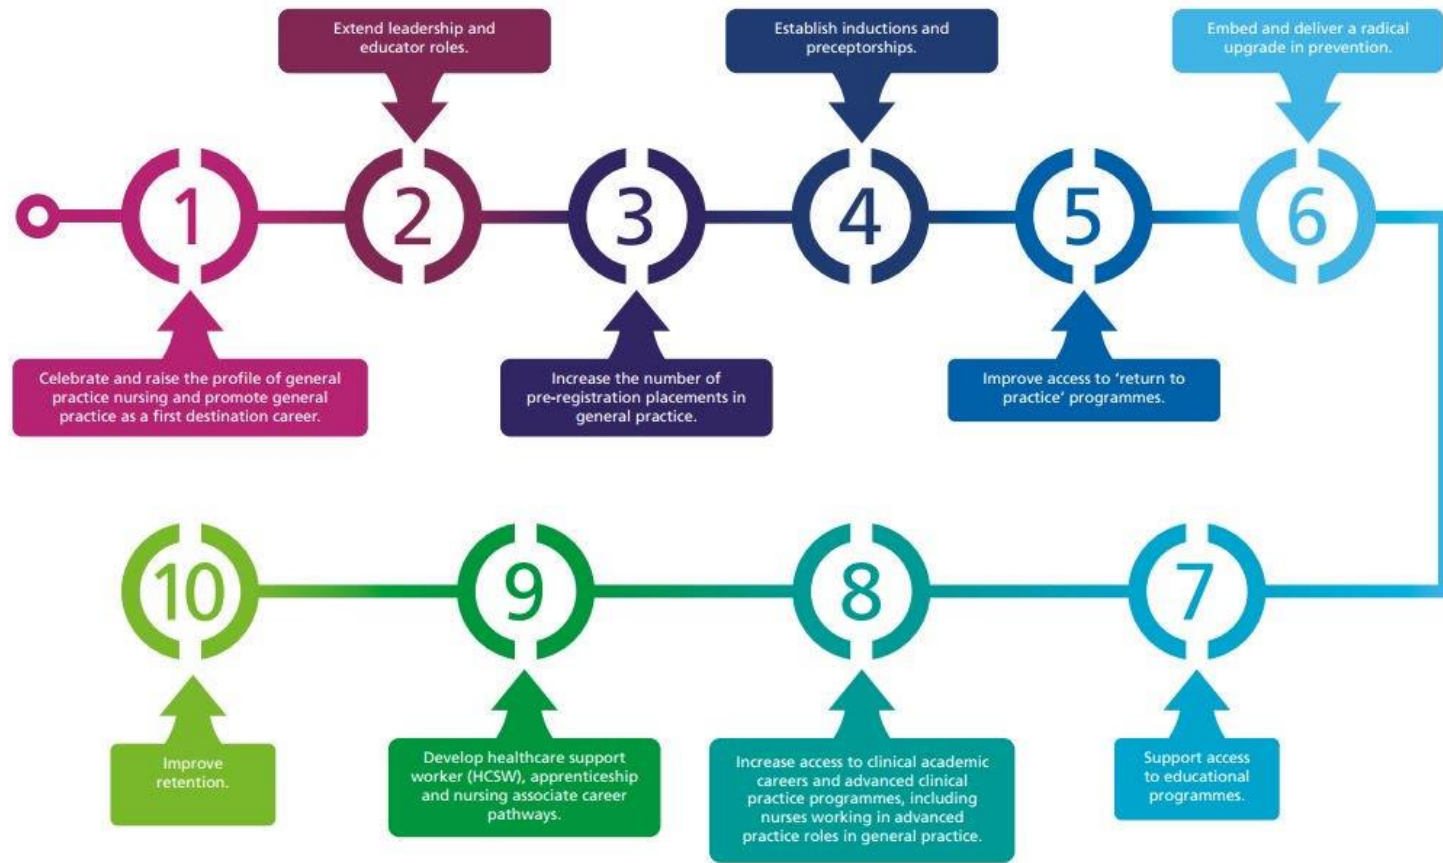 Extend leadership and
educator roles.
Establish inductions and
preceptorships.
Embed and deliver a radical
upgrade in prevention.
1
2
3
4
5
6
Celebrate and raise the profile of general
practice nursing and promote general
practice as a first destination career.
Increase the number of
pre-registration placements in
general practice.
Improve access to ‘return to
practice’ programmes.
10
9
8
7
Improve
retention.
Develop healthcare support
worker (HCSW), apprenticeship
and nursing associate career
pathways.
Increase access to clinical academic
careers and advanced clinical
practice programmes, including
nurses working in advanced
practice roles in general practice.
Support access
to educational
programmes.